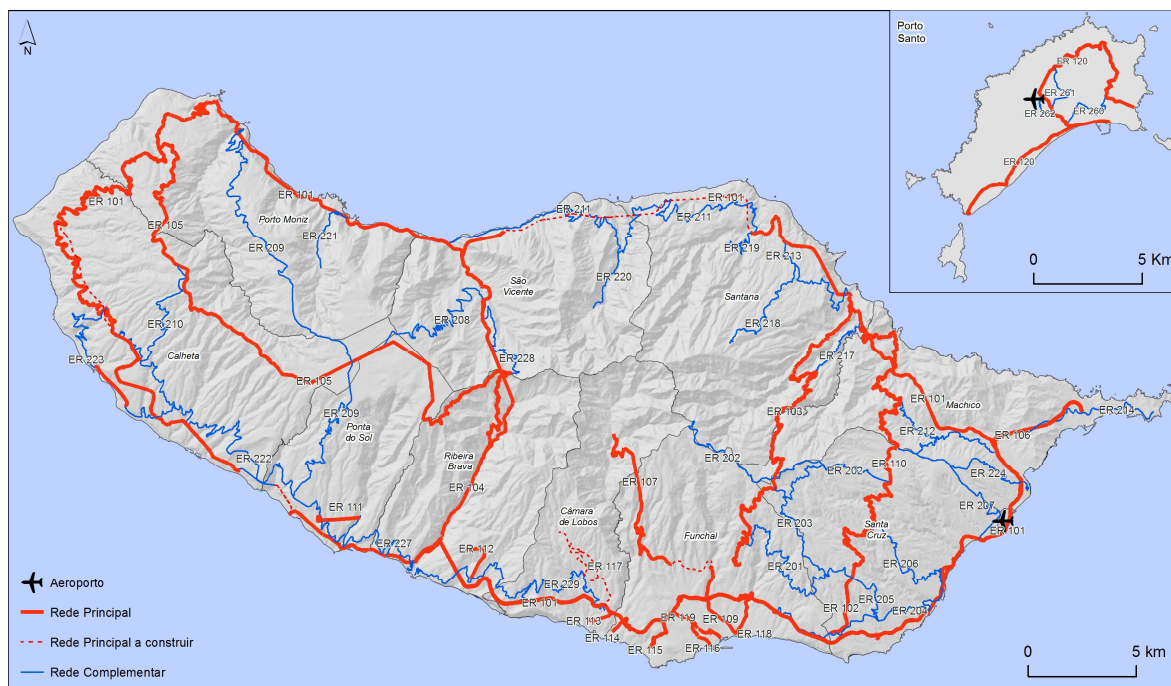 N
Porto
Santo
ER 120
ER 261
ER 262
ER 260
ER 120
0
5 Km
ER 101
ER 101
ER 105
Porto Moniz
ER 209
ER 221
ER 211
ER 101
ER 211
ER 219
ER 213
ER 220
São
Vicente
Santana
ER 218
ER 210
ER 208
ER 223
Calheta
ER 228
ER 217
ER 105
ER 209
Ponta
do Sol
ER 103
ER 101
Machico
ER 214
ER 212
ER 106
ER 222
Ribeira
Brava
ER 202
ER 110
ER 202
ER 224
ER 104
ER 107
ER 111
Câmara
de Lobos
Funchal
ER 203
Santa
Cruz
ER 207
ER 101
ER 227
ER 112
ER 117
ER 201
ER 206
ER 229
ER 101
ER 205
ER 204
ER 102
ER 113
ER 114
ER 119
ER 109
ER 118
ER 115
ER 116
Aeroporto
Rede Principal
Rede Principal a construir
Rede Complementar
0
5 km